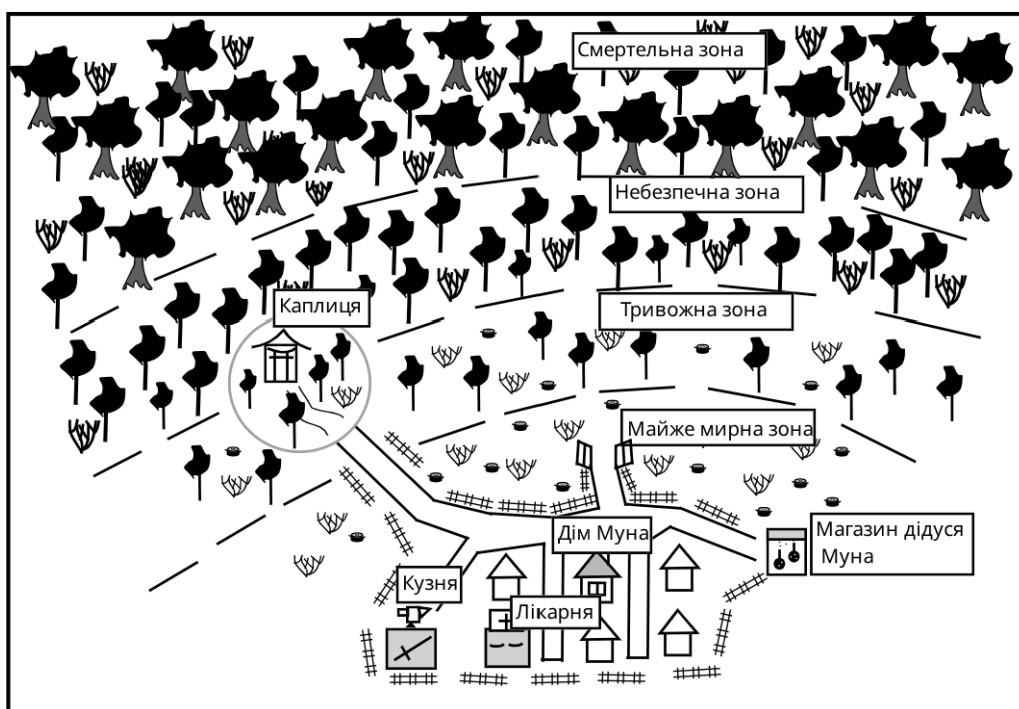 Смертельна зона
Небезпечна зона
Каплиця
Тривожна зона
Майже мирна зона
Магазин дідуся
Муна
Дім Муна
Кузня
Лікарня